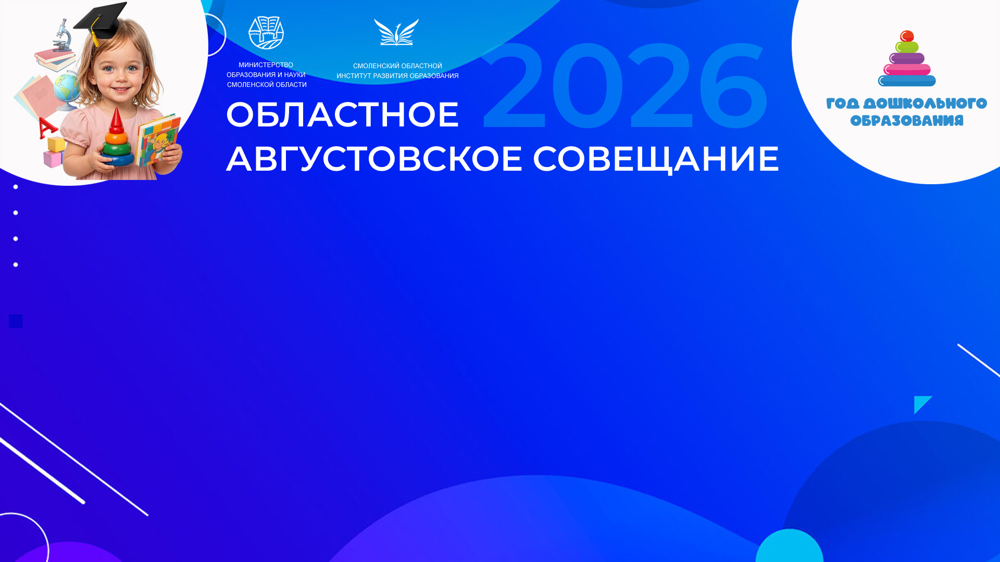 МИНИСТЕРСТВО
ОБРАЗОВАНИЯ И НАУКИ
СМОЛЕНСКОЙ ОБЛАСТИ
СМОЛЕНСКИЙ ОБЛАСТНОЙ
ИНСТИТУТ РАЗВИТИЯ ОБРАЗОВАНИЯ
2026
ОБЛАСТНОЕ
АВГУСТОВСКОЕ СОВЕЩАНИЕ
ГОД ДОШКОЛЬНОГО
ОБРАЗОВАНИЯ
А